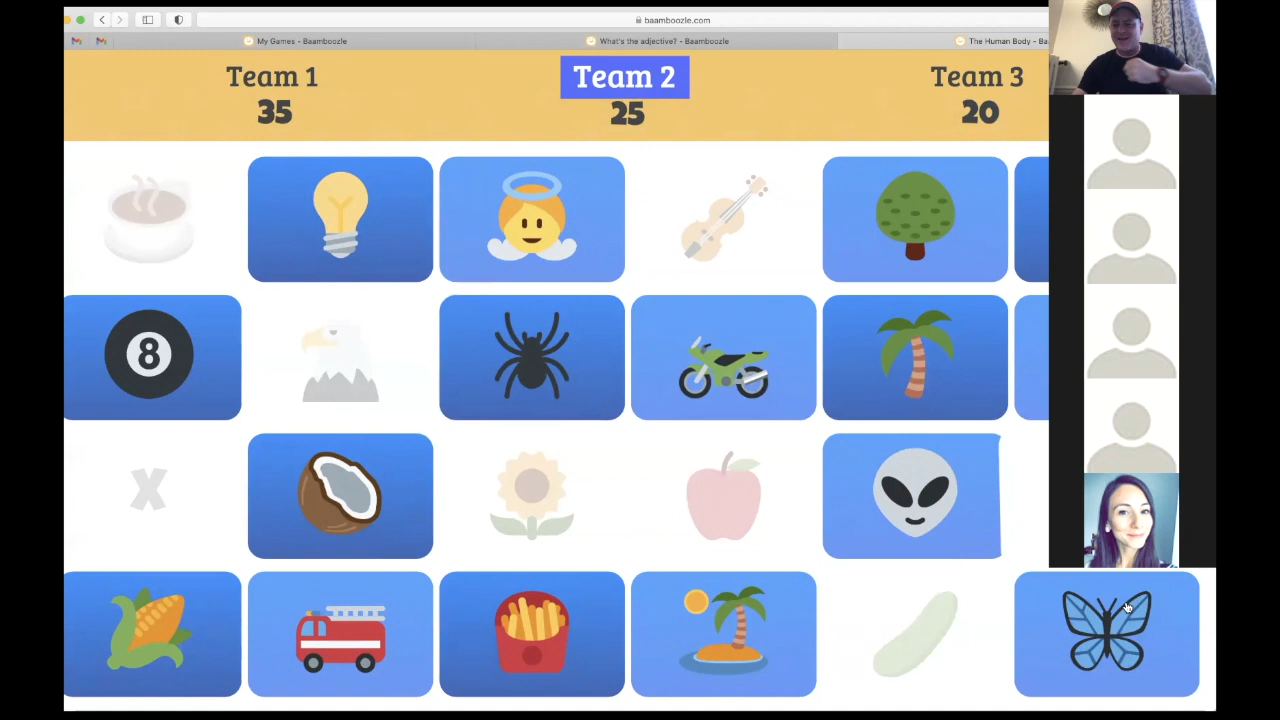 baamboozle.com
My Games - Baamboozle
What's the adjective? - Baamboozle
The Human Body - Ba
Team 1
Team 2
Team 3
35
25
20
8
X